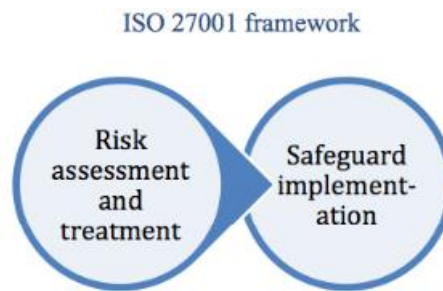 ISO 27001 framework
Risk
assessment
and
treatment
Safeguard
implement-
ation